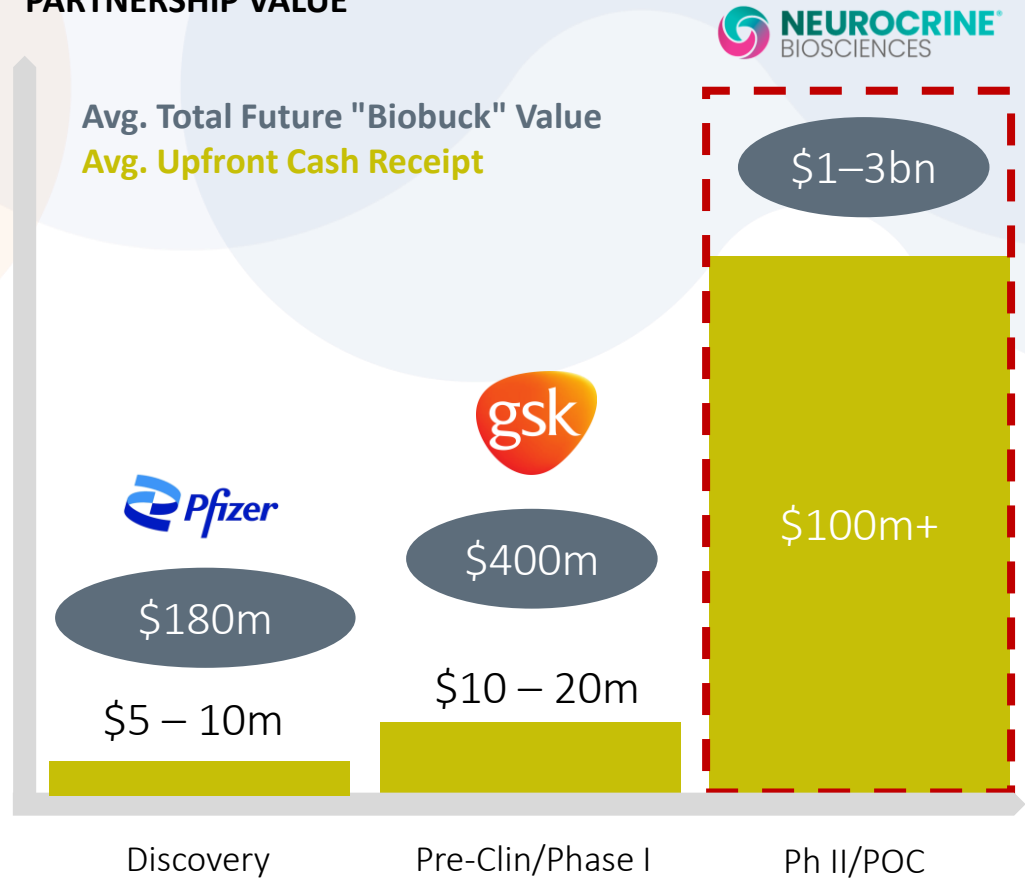 PARTNERSHIP VALUE
NEUROCRINE®
BIOSCIENCES
Avg. Total Future "Biobuck" Value
Avg. Upfront Cash Receipt
$1–3bn
gsk
Pfizer
$100m+
$400m
$180m
$10 – 20m
$5 – 10m
Discovery
Pre-Clin/Phase I
Ph II/POC